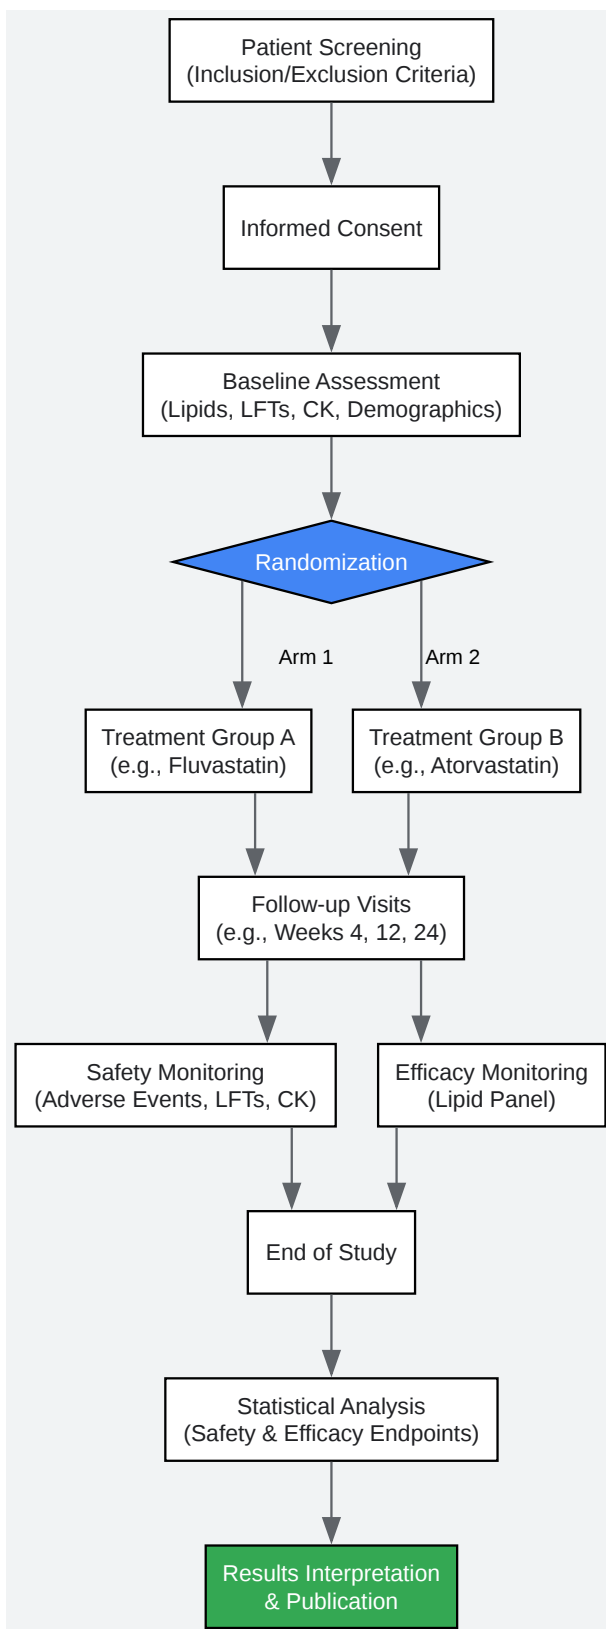 Patient Screening
(Inclusion/Exclusion Criteria)
Informed Consent
Baseline Assessment
(Lipids, LFTs, CK, Demographics)
Randomization
Arm 1
Arm 2
Treatment Group A
(e.g., Fluvastatin)
Treatment Group B
(e.g., Atorvastatin)
Follow-up Visits
(e.g., Weeks 4, 12, 24)
Safety Monitoring
(Adverse Events, LFTs, CK)
Efficacy Monitoring
(Lipid Panel)
End of Study
Statistical Analysis
(Safety & Efficacy Endpoints)
Results Interpretation
& Publication